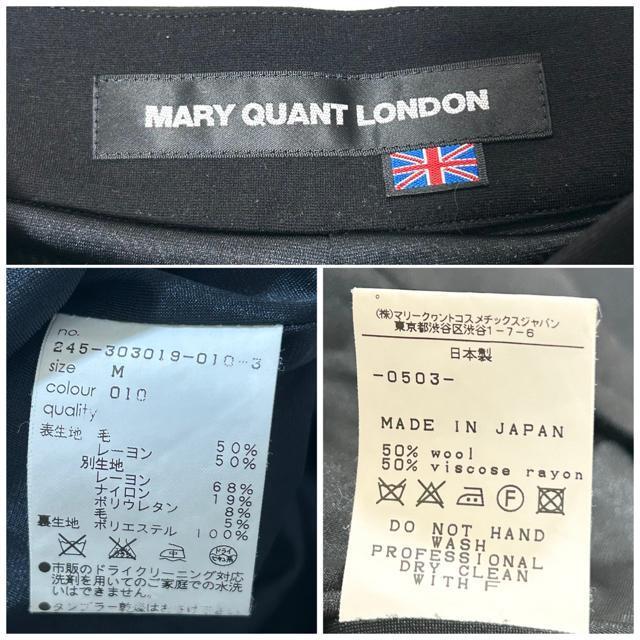 MARY QUANT LONDON
no.
245-303019-010-3
size M
colour 010
quality
表生地 毛 50%
レーヨン 50%
別生地
レーヨン 68%
ナイロン 19%
ポリウレタン 8%
毛 5%
裏生地 ポリエステル 100%
ドライ
セキユ系
●市販のドライクリーニング対応
洗剤を用いてのご家庭での水洗
いはできません。
(株)マリークヮントコスメチックスジャパン
東京都渋谷区渋谷1-7-6
日本製
-0503-
MADE IN JAPAN
50% wool
50% viscose rayon
F
DO NOT HAND
WASH
PROFESSIONAL
DRY CLEAN
WITH F